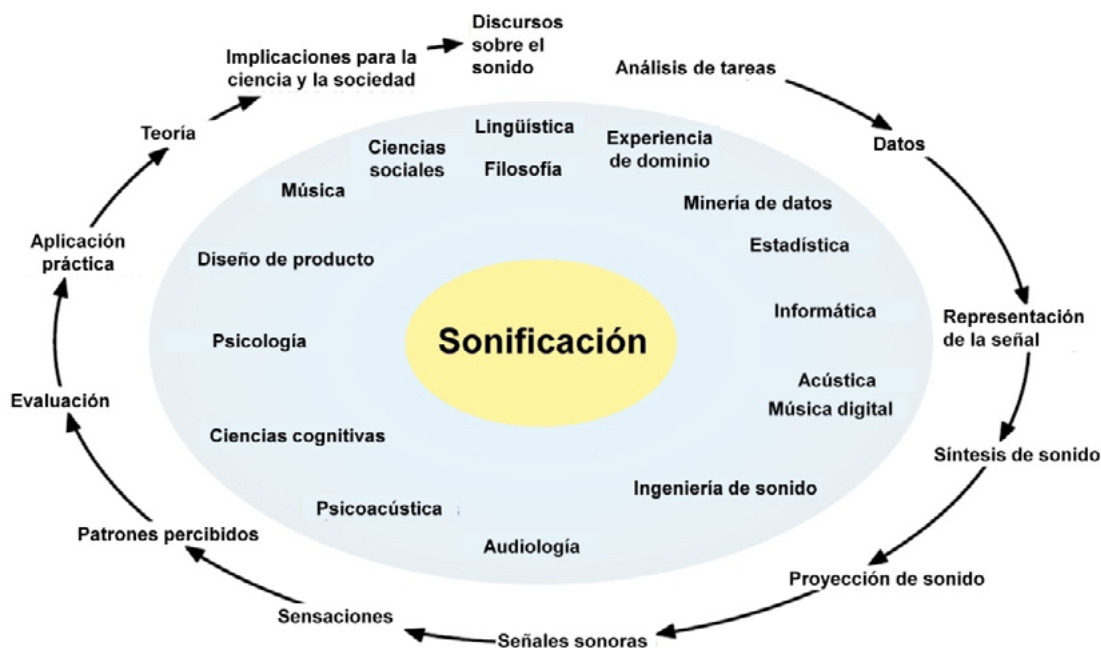 Discursos
sobre el
sonido
Implicaciones para la
ciencia y la sociedad
Análisis de tareas
Teoría
Datos
Lingüística
Ciencias
sociales
Filosofía
Experiencia
de dominio
Música
Minería de datos
Aplicación
práctica
Diseño de producto
Estadística
Informática
Representación
de la señal
Sonificación
Psicología
Acústica
Música digital
Evaluación
Ciencias cognitivas
Síntesis de sonido
Ingeniería de sonido
Psicoacústica
Patrones percibidos
Audiología
Proyección de sonido
Sensaciones
Señales sonoras